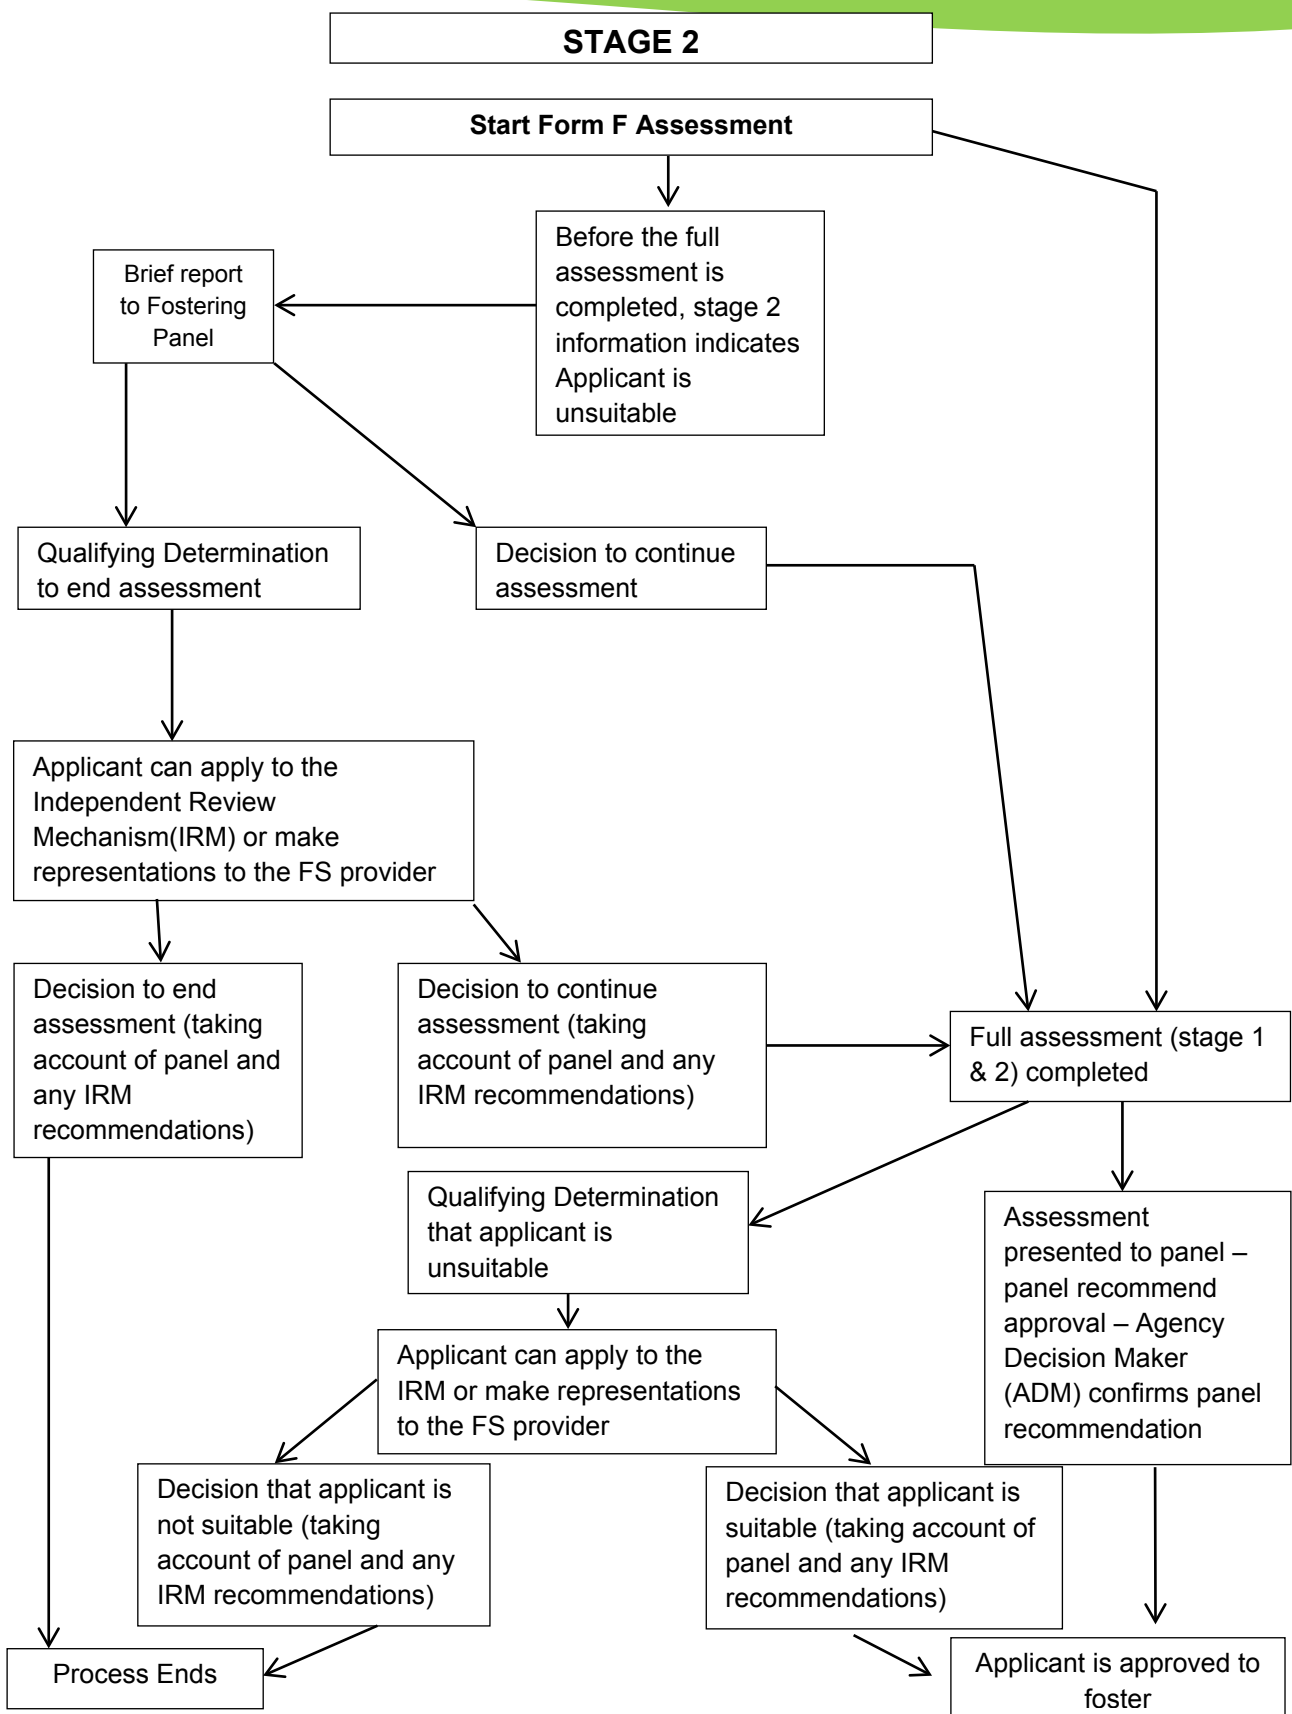 STAGE 2
Start Form F Assessment
Before the full
assessment is
completed, stage 2
information indicates
Applicant is
unsuitable
Brief report
to Fostering
Panel
Qualifying Determination
to end assessment
Decision to continue
assessment
Applicant can apply to the
Independent Review
Mechanism(IRM) or make
representations to the FS provider
Decision to end
assessment (taking
account of panel and
any IRM
recommendations)
Decision to continue
assessment (taking
account of panel and any
IRM recommendations)
Full assessment (stage 1
& 2) completed
Qualifying Determination
that applicant is
unsuitable
Assessment
presented to panel –
panel recommend
approval – Agency
Decision Maker
(ADM) confirms panel
recommendation
Applicant can apply to the
IRM or make representations
to the FS provider
Decision that applicant is
not suitable (taking
account of panel and any
IRM recommendations)
Decision that applicant is
suitable (taking account of
panel and any IRM
recommendations)
Process Ends
Applicant is approved to
foster